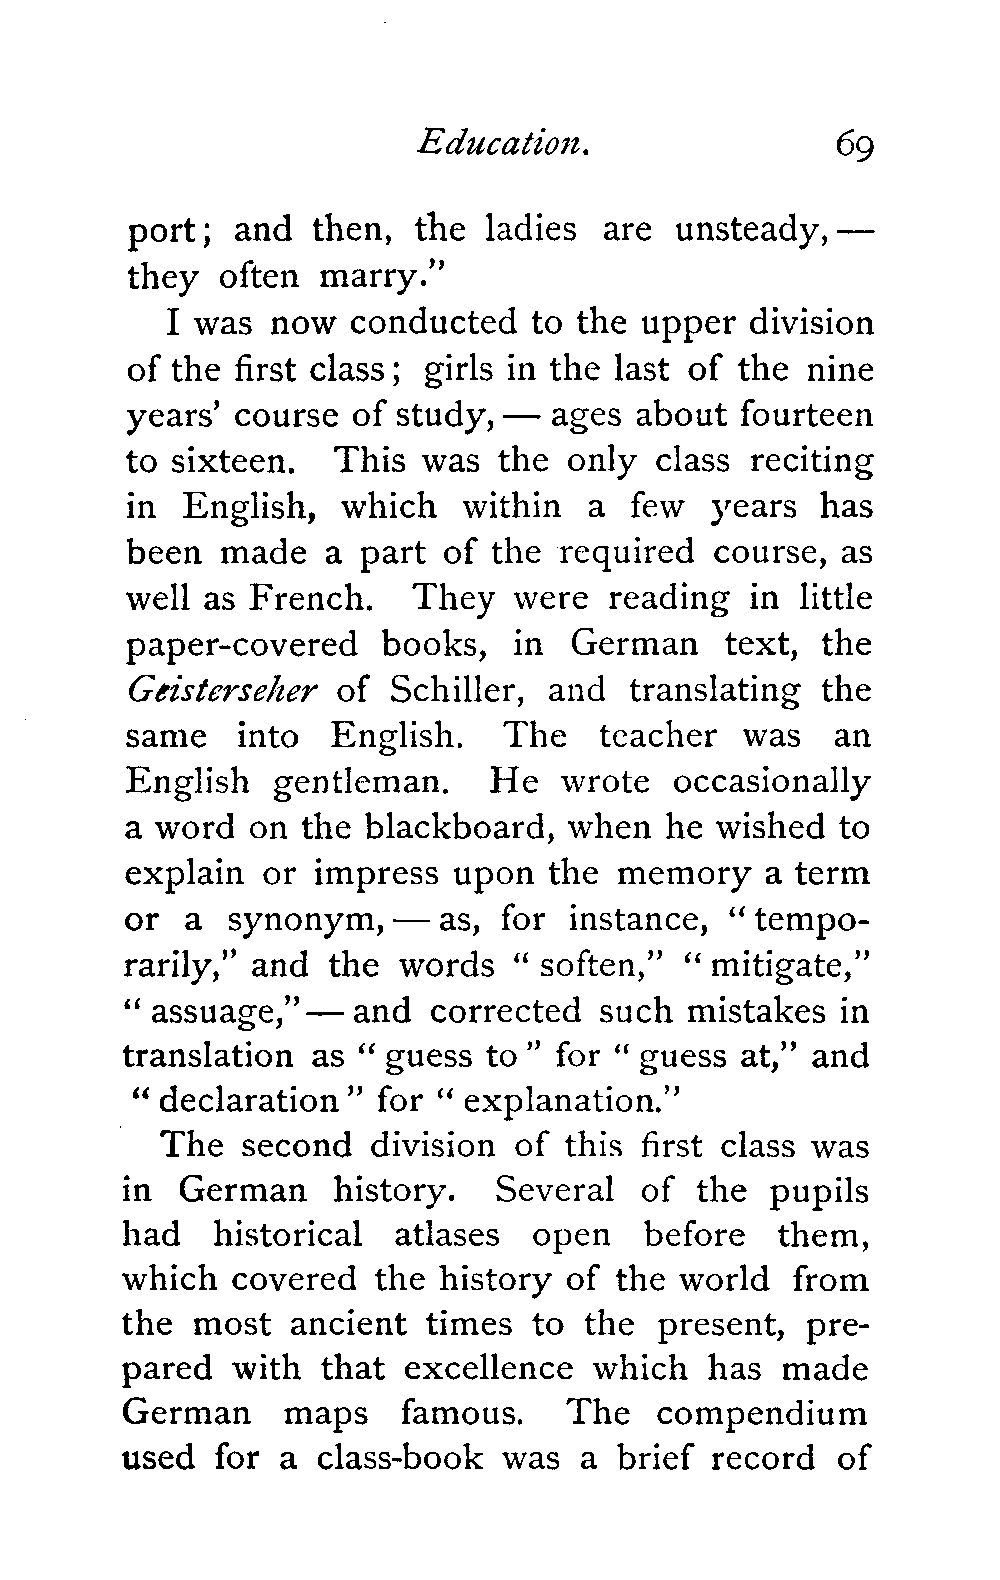 Education. 69
port; and then, the ladies are unsteady,—
they often marry."
I was now conducted to the upper division
of the first class; girls in the last of the nine
years' course of study,— ages about fourteen
to sixteen. This was the only class reciting
in English, which within a few years has
been made a part of the required course, as
well as French. They were reading in little
paper-covered books, in German text, the
Geisterseher of Schiller, and translating the
same into English. The teacher was an
English gentleman. He wrote occasionally
a word on the blackboard, when he wished to
explain or impress upon the memory a term
or a synonym,— as, for instance, "tempo-
rarily," and the words "soften," "mitigate,"
"assuage,"— and corrected such mistakes in
translation as "guess to" for "guess at," and
"declaration" for "explanation."
The second division of this first class was
in German history. Several of the pupils
had historical atlases open before them,
which covered the history of the world from
the most ancient times to the present, pre-
pared with that excellence which has made
German maps famous. The compendium
used for a class-book was a brief record of